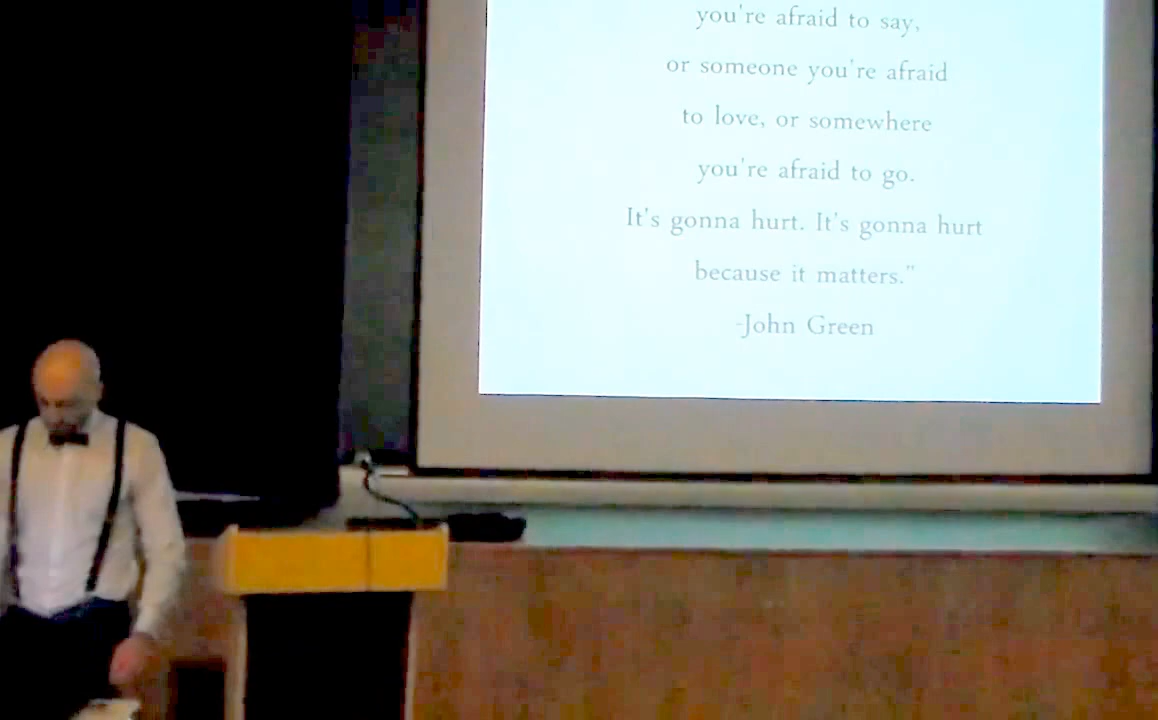 you're afraid to say,
or someone you're afraid
to love, or somewhere
you're afraid to go.
It's gonna hurt. It's gonna hurt
because it matters."
-John Green